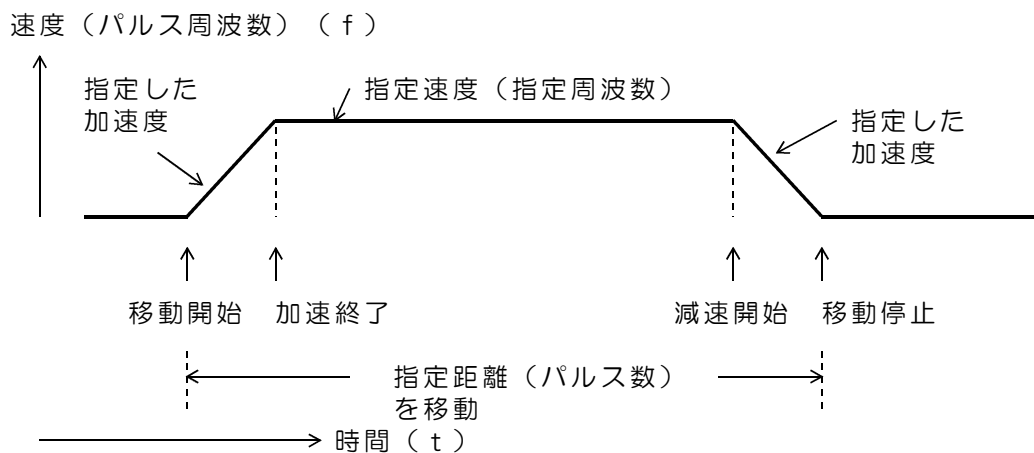 速度（パルス周波数）（ｆ）
指定した
加速度
指定速度（指定周波数）
指定した
加速度
移動開始
加速終了
減速開始
移動停止
指定距離（パルス数）
を移動
時間（ｔ）